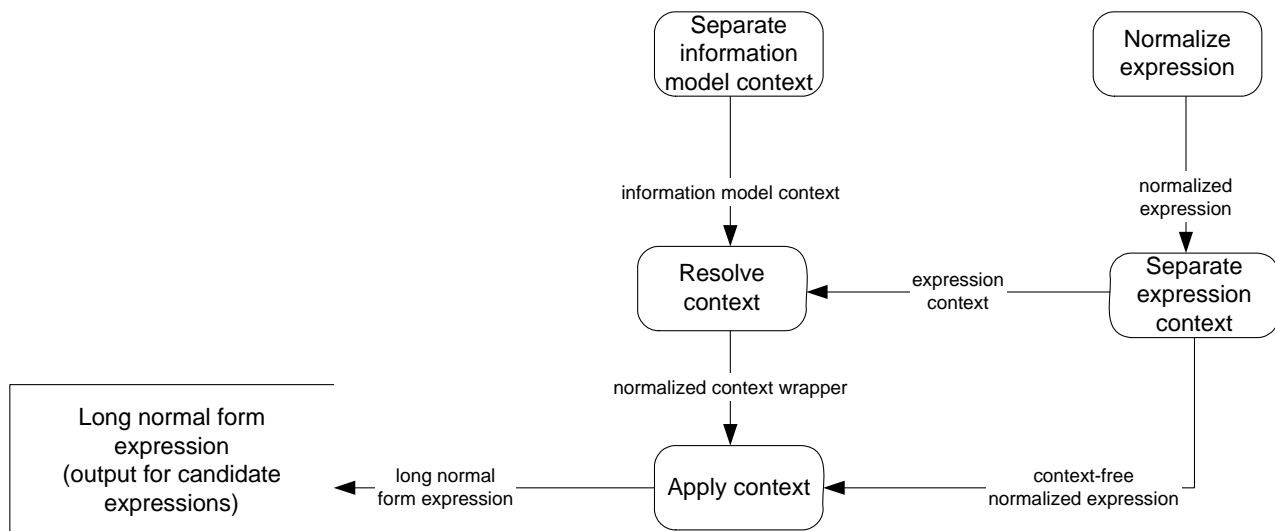 Separate
information
model context
Normalize
expression
information model context
normalized
expression
Resolve
context
expression
context
Separate
expression
context
normalized context wrapper
Long normal form
expression
(output for candidate
expressions)
long normal
form expression
Apply context
context-free
normalized expression